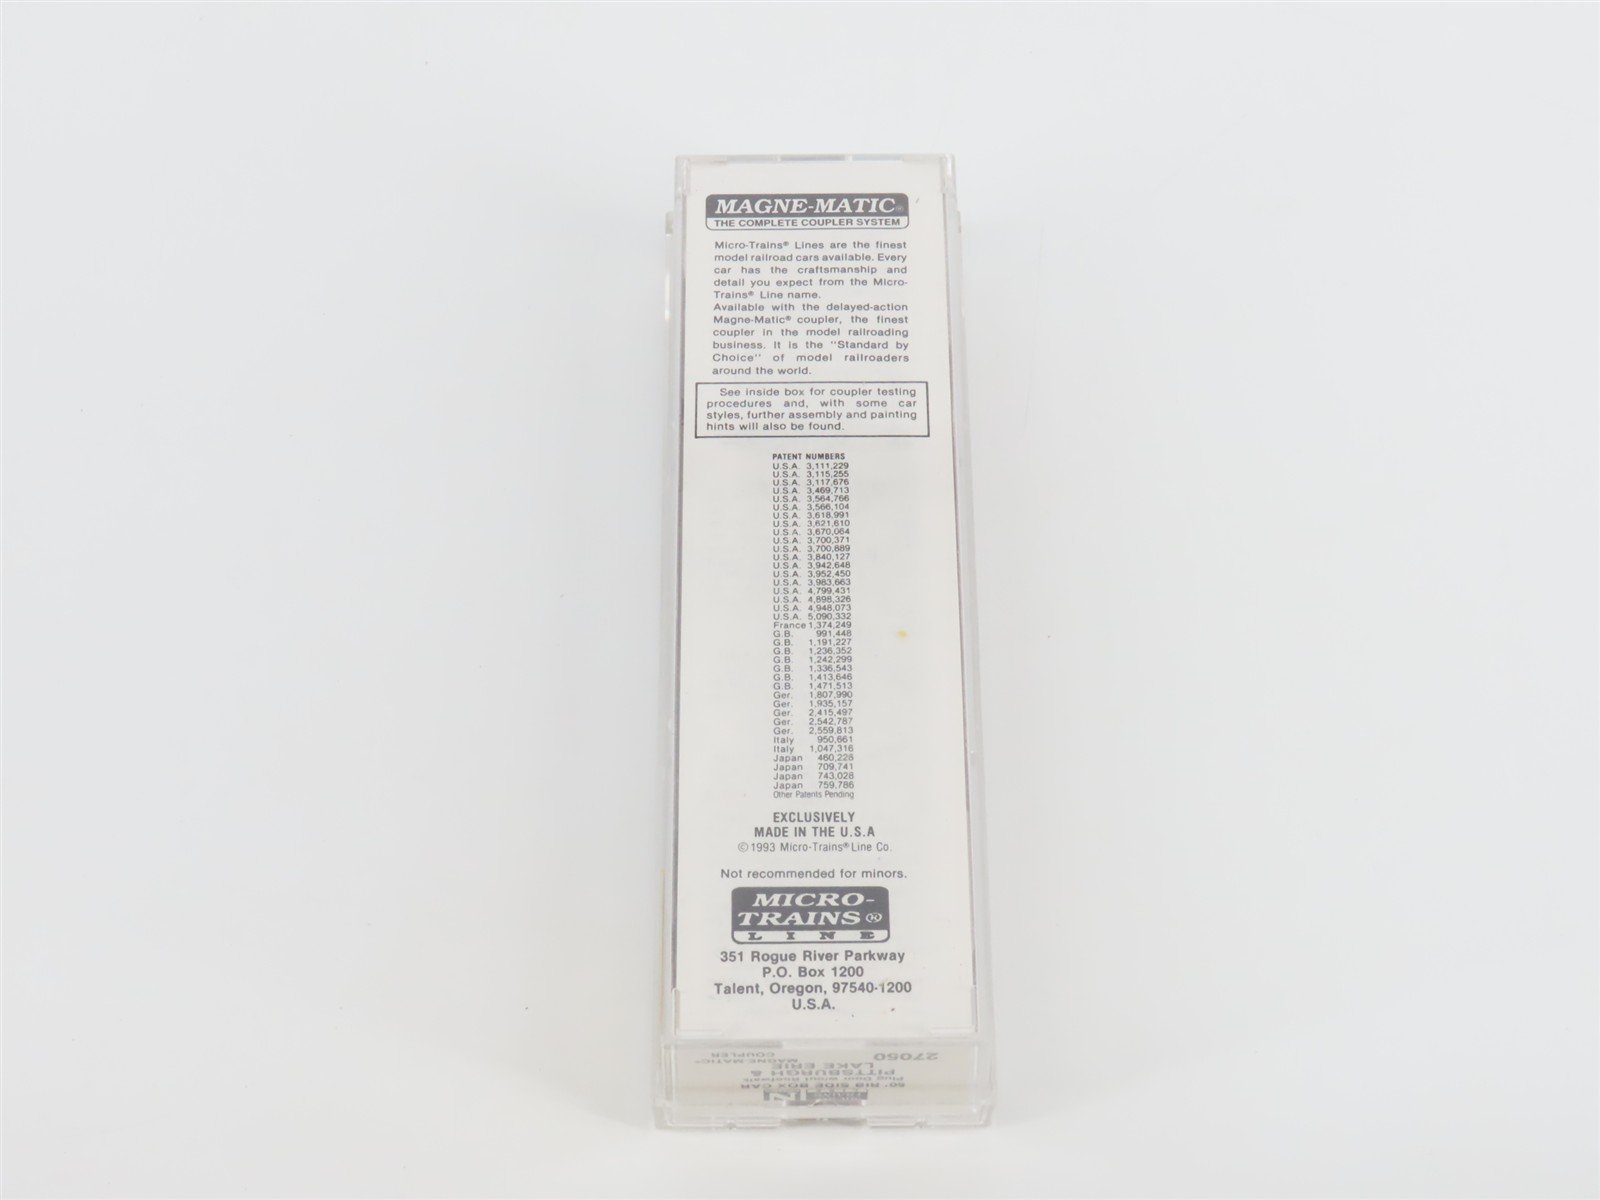 MAGNE-MATIC®
THE COMPLETE COUPLER SYSTEM
Micro-Trains® Lines are the finest
model railroad cars available. Every
car has the craftsmanship and
detail you expect from the Micro-
Trains® Line name.
Available with the delayed-action
Magne-Matic® coupler, the finest
coupler in the model railroading
business. It is the "Standard by
Choice" of model railroaders
around the world.
See inside box for coupler testing
procedures and, with some car
styles, further assembly and painting
hints will also be found.
PATENT NUMBERS
U.S.A. 3,111,229
U.S.A. 3,115,255
U.S.A. 3,117,676
U.S.A. 3,469,713
U.S.A. 3,564,766
U.S.A. 3,566,104
U.S.A. 3,618,991
U.S.A. 3,621,610
U.S.A. 3,670,064
U.S.A. 3,700,371
U.S.A. 3,700,889
U.S.A. 3,840,127
U.S.A. 3,942,648
U.S.A. 3,952,450
U.S.A. 3,983,663
U.S.A. 4,799,431
U.S.A. 4,898,326
U.S.A. 4,948,073
U.S.A. 5,090,332
France 1,374,249
G.B. 991,448
G.B. 1,191,227
G.B. 1,236,352
G.B. 1,242,299
G.B. 1,336,543
G.B. 1,413,646
G.B. 1,471,513
Ger. 1,807,990
Ger. 1,935,157
Ger. 2,415,497
Ger. 2,542,787
Ger. 2,559,813
Italy 950,661
Italy 1,047,316
Japan 460,226
Japan 709,741
Japan 743,028
Japan 759,786
Other Patents Pending
EXCLUSIVELY
MADE IN THE U.S.A
©1993 Micro-Trains® Line Co.
Not recommended for minors.
MICRO-
TRAINS®
LINE
351 Rogue River Parkway
P.O. Box 1200
Talent, Oregon, 97540-1200
U.S.A.
N
50' RIB SIDE BOX CAR
Plug Door w/out Roofwalk
PITTSBURGH &
LAKE ERIE
27050 MAGNE-MATIC®
COUPLER